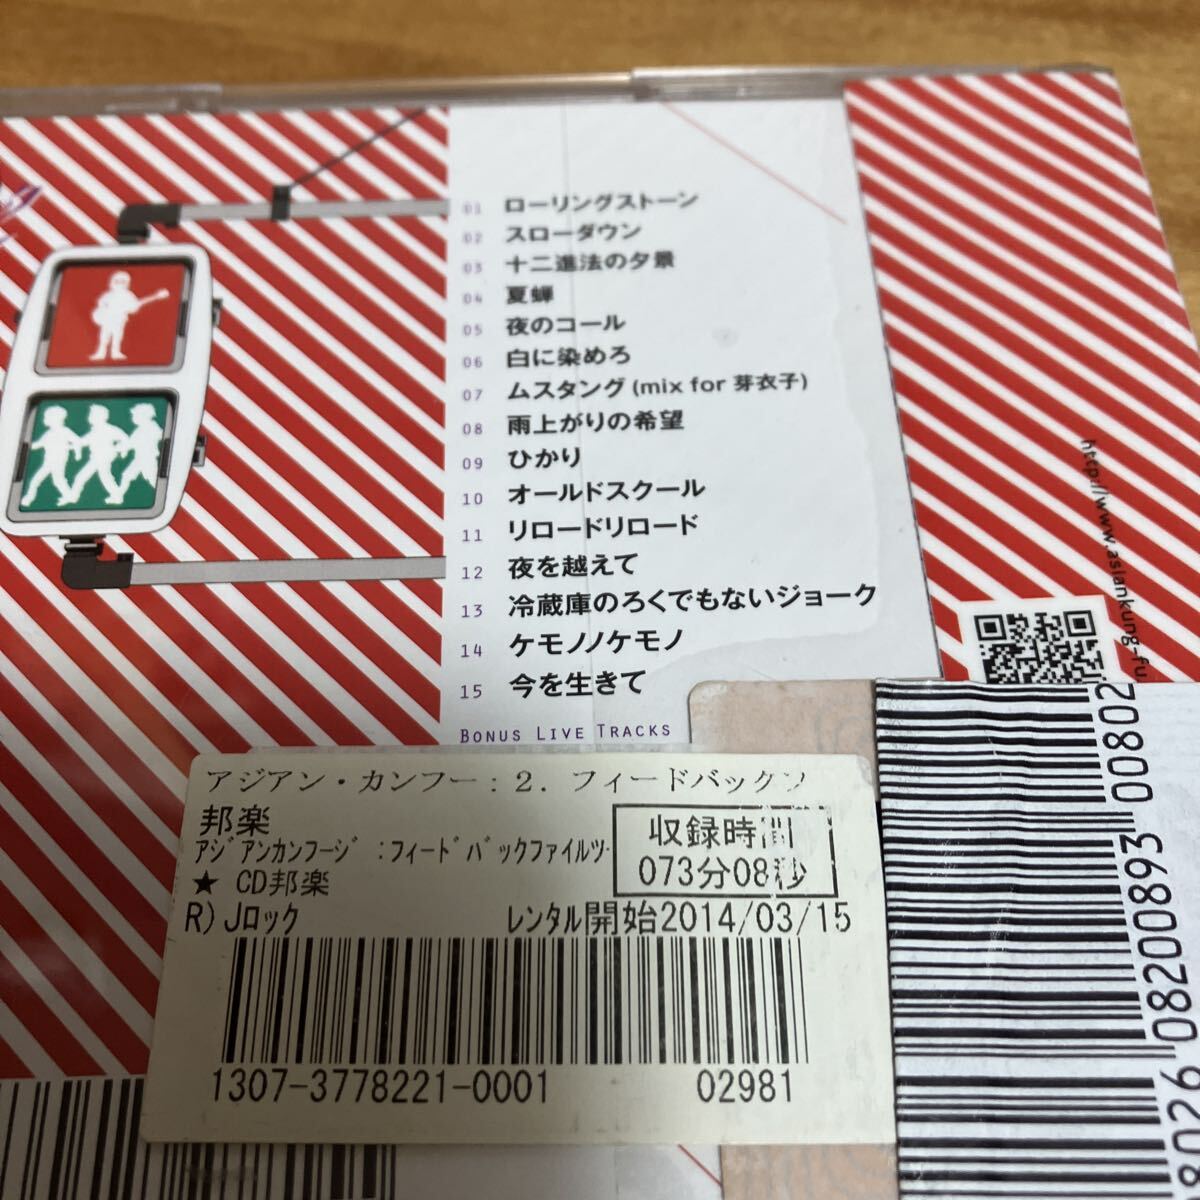 01 ローリングストーン
02 スローダウン
03 十二進法の夕景
04 夏蝉
05 夜のコール
06 白に染めろ
07 ムスタング (mix for 芽衣子)
08 雨上がりの希望
09 ひかり
10 オールドスクール
11 リロードリロード
12 夜を越えて
13 冷蔵庫のろくでもないジョーク
14 ケモノノケモノ
15 今を生きて
BONUS LIVE TRACKS
http://www.asiankung-fu
アジアン・カンフー：２．フィードバックフ
邦楽
ｱｼﾞｱﾝｶﾝﾌｰｼﾞ :ﾌｨｰﾄﾞﾊﾞｯｸﾌｧｲﾙﾂ-
収録時間
073分08秒
★ CD邦楽
R)Jﾛｯｸ
ﾚﾝﾀﾙ開始2014/03/15
1307-3778221-0001
02981
8026 08200893 00802